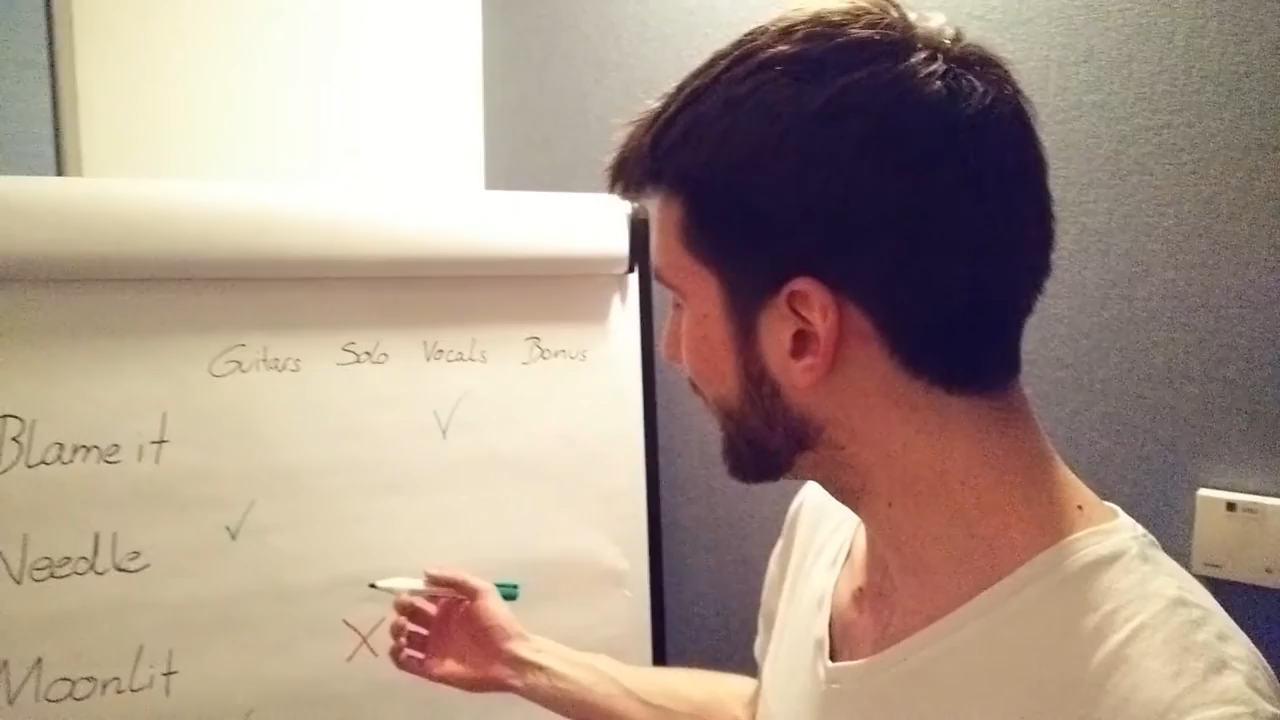 Guitars Solo Vocals Bonus
Blame it ✓
Needle ✓
Moonlit X